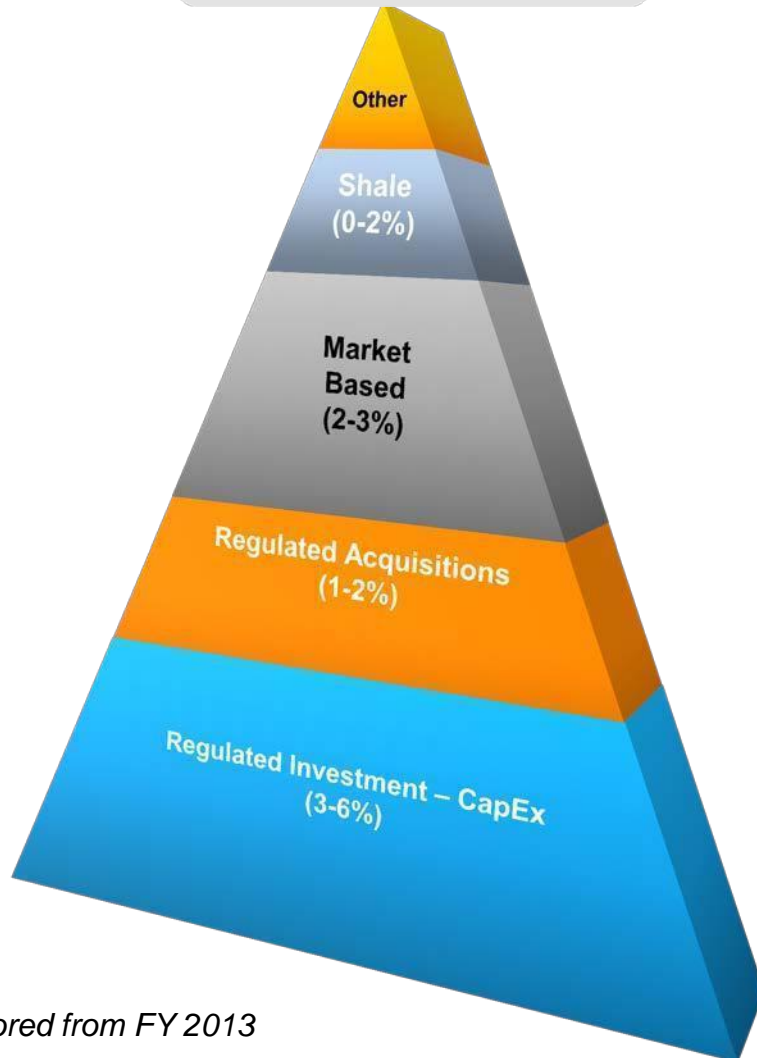 Other
Shale
(0-2%)
Market
Based
(2-3%)
Regulated Acquisitions
(1-2%)
Regulated Investment – CapEx
(3-6%)
from FY 2013